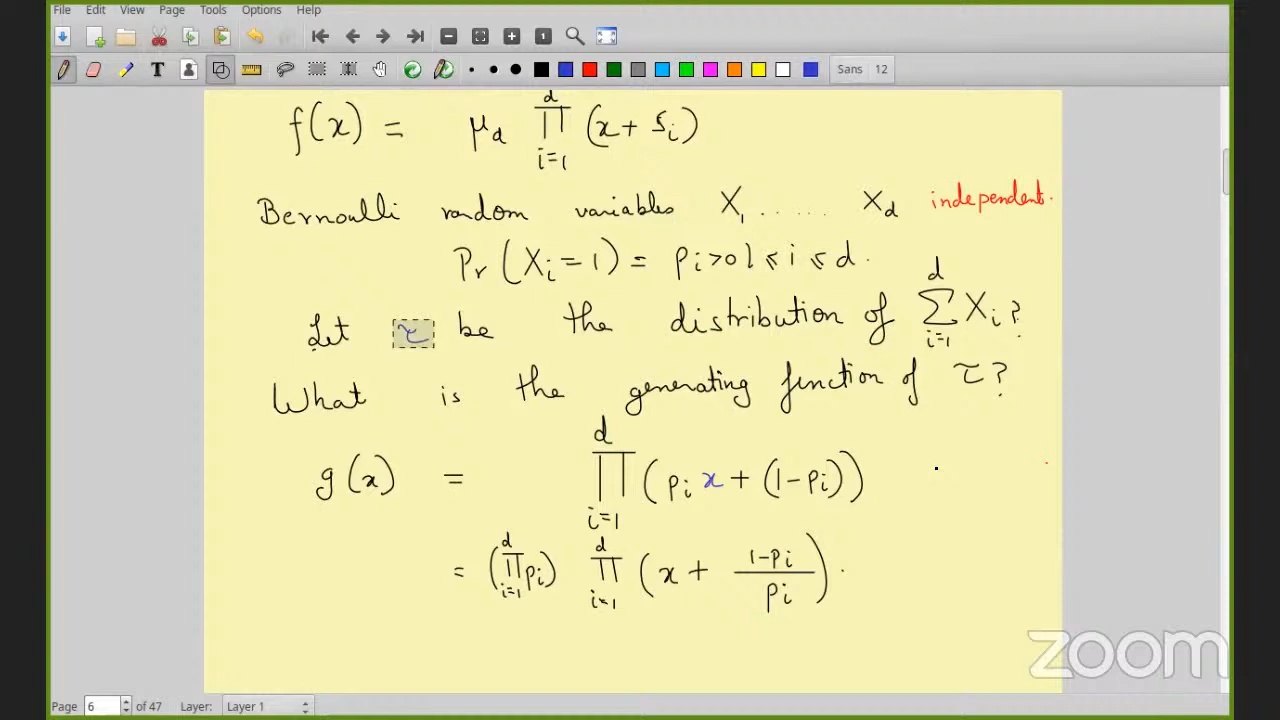 File Edit View Page Tools Options Help
Sans 12
f(x) = μ_d ∏_{i=1}^{d} (x + s_i)
Bernoulli random variables X_1 ...... X_d independent.
Pr (X_i = 1) = p_i > 0 1 ≤ i ≤ d.
Let τ be the distribution of ∑_{i=1}^{d} X_i ?
What is the generating function of τ ?
g(x) = ∏_{i=1}^{d} (p_i x + (1-p_i))
= (∏_{i=1}^{d} p_i) ∏_{i=1}^{d} (x + \frac{1-p_i}{p_i}).
zoom
Page 6 of 47 Layer: Layer 1